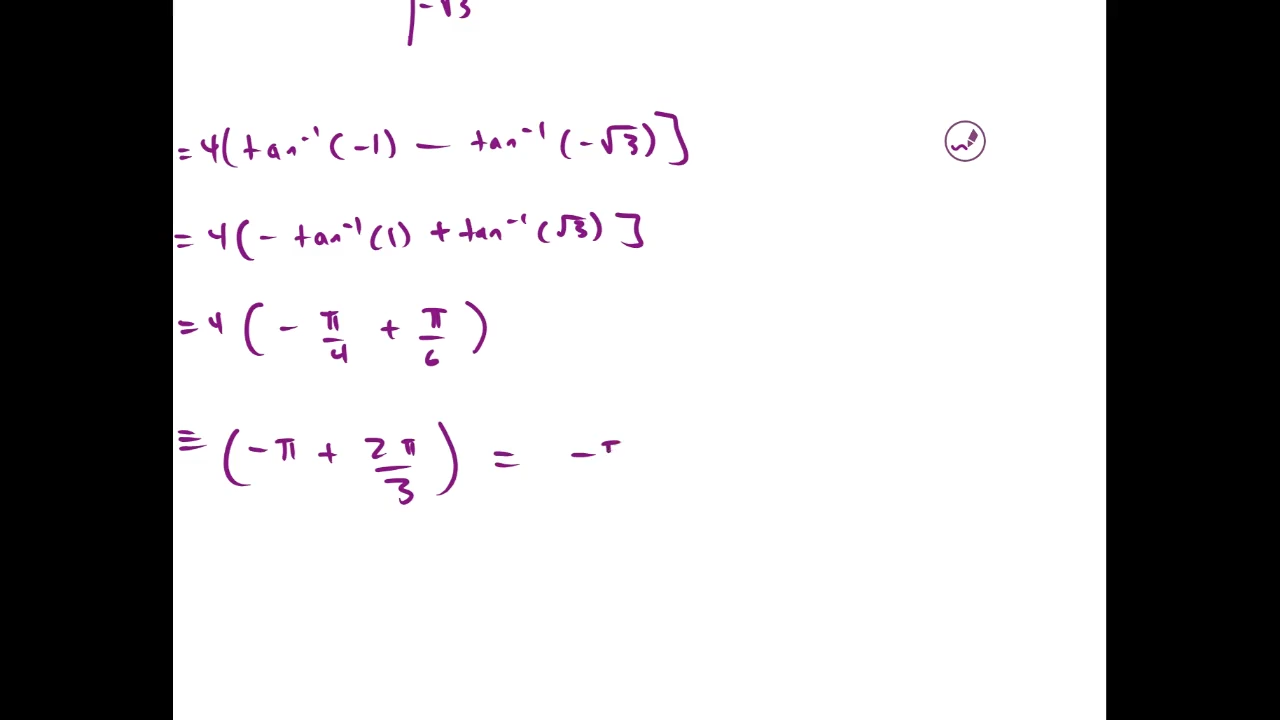 -√3
= 4( tan⁻¹(-1) — tan⁻¹(-√3) ]
= 4( - tan⁻¹(1) + tan⁻¹(√3) ]
= 4 ( - π/4 + π/6 )
= ( -π + 2π/3 ) = -π